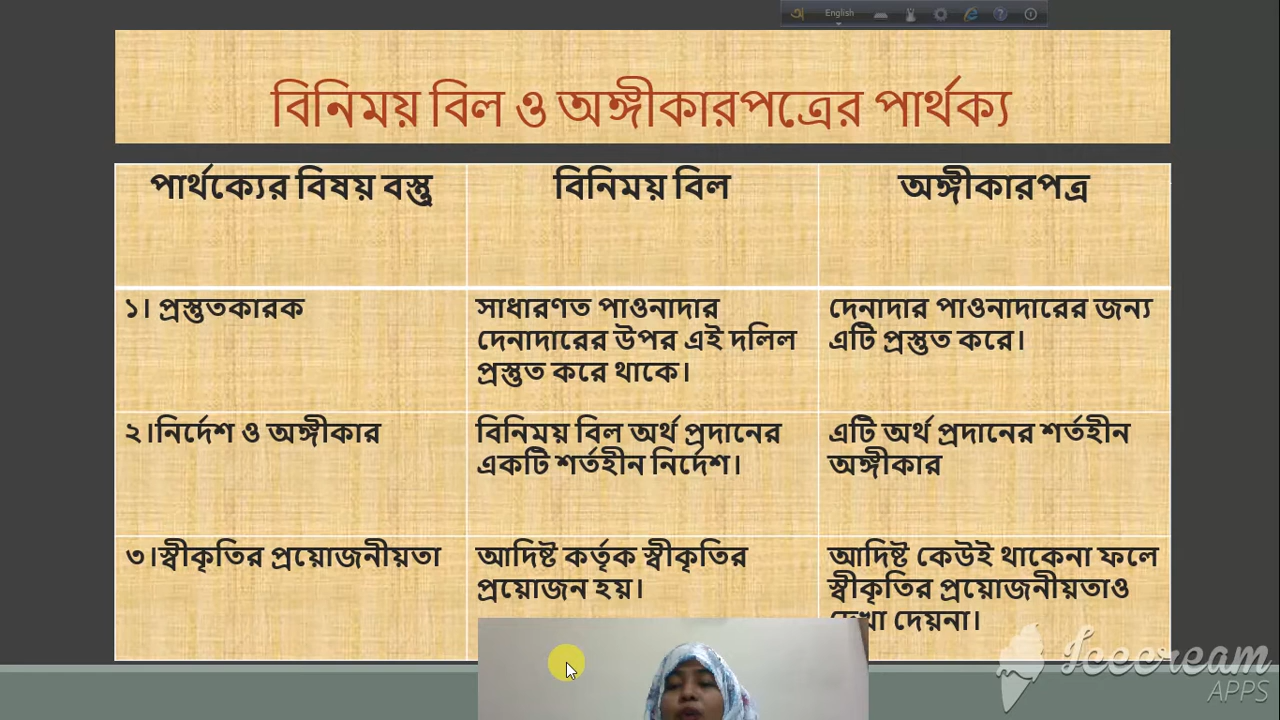 English
বিনিময় বিল ও অঙ্গীকারপত্রের পার্থক্য
পার্থক্যের বিষয় বস্তু
বিনিময় বিল
অঙ্গীকারপত্র
১। প্রস্তুতকারক
সাধারণত পাওনাদার
দেনাদারের উপর এই দলিল
প্রস্তুত করে থাকে।
দেনাদার পাওনাদারের জন্য
এটি প্রস্তুত করে।
২।নির্দেশ ও অঙ্গীকার
বিনিময় বিল অর্থ প্রদানের
একটি শর্তহীন নির্দেশ।
এটি অর্থ প্রদানের শর্তহীন
অঙ্গীকার
৩।স্বীকৃতির প্রয়োজনীয়তা
আদিষ্ট কর্তৃক স্বীকৃতির
প্রয়োজন হয়।
আদিষ্ট কেউই থাকেনা ফলে
স্বীকৃতির প্রয়োজনীয়তাও
দেখা দেয়না।
Icecream
APPS